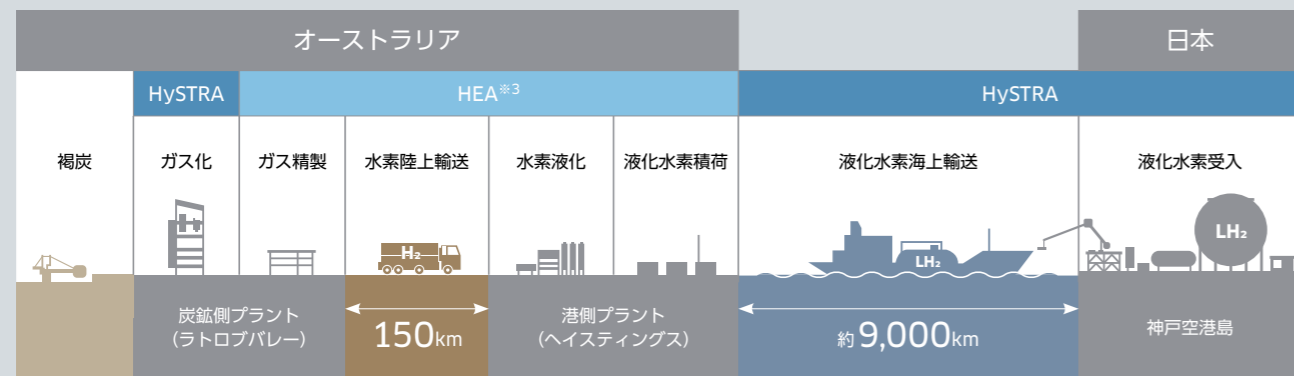 オーストラリア
日本
HySTRA
HEA※3
HySTRA
褐炭
ガス化
ガス精製
水素陸上輸送
水素液化
液化水素積荷
液化水素海上輸送
液化水素受入
H₂
LH₂
LH₂
炭鉱側プラント
(ラトロブバレー)
150km
港側プラント
(ヘイスティングス)
約9,000km
神戸空港島